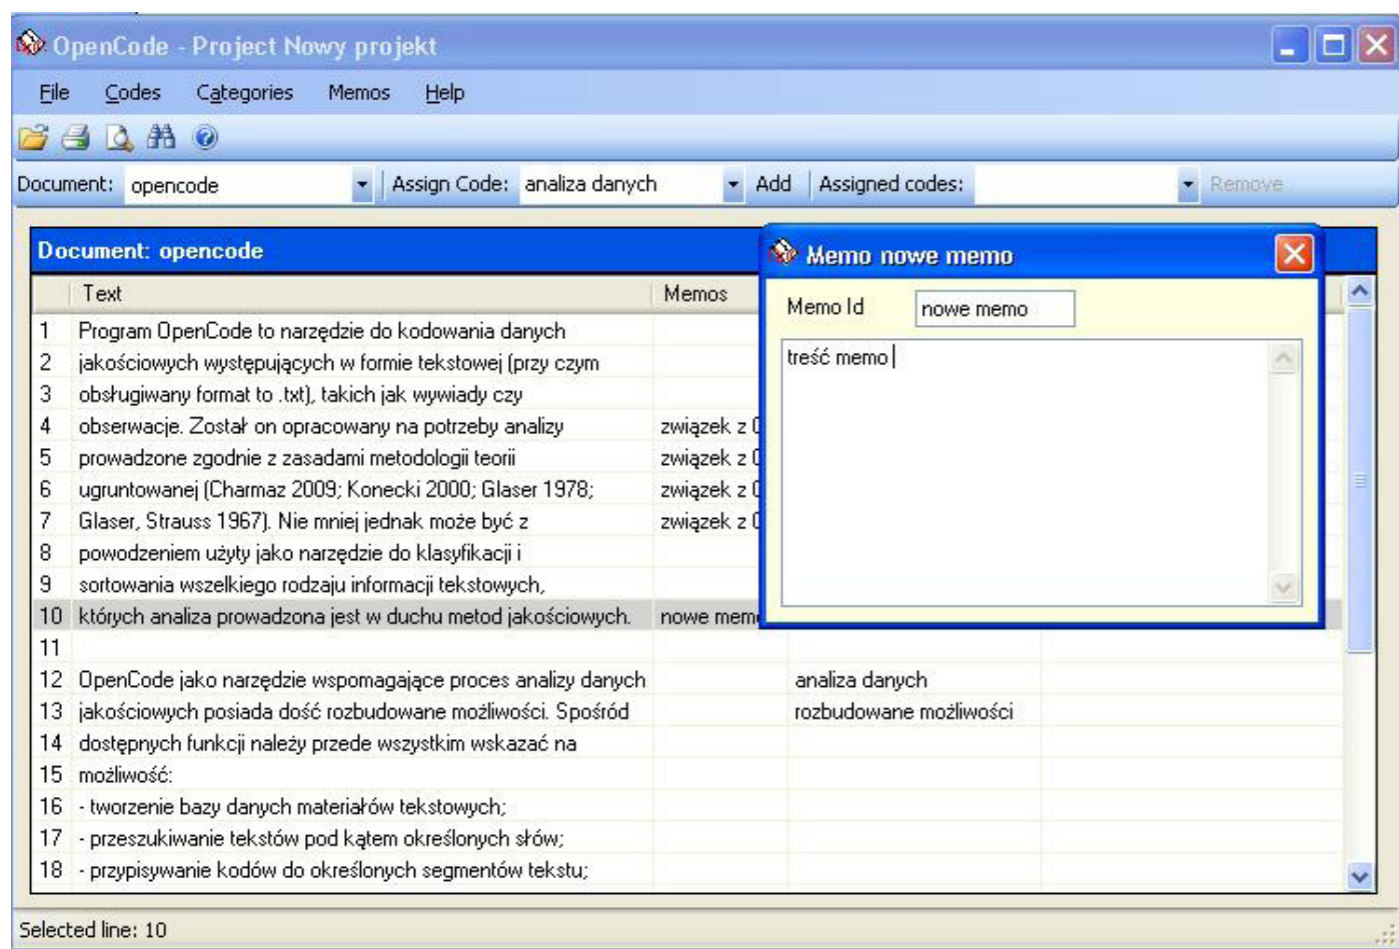 OpenCode - Project Nowy projekt
File Codes Categories Memos Help
Document: opencode Assign Code: analiza danych Add Assigned codes: Remove
Document: opencode
Text Memos
1 Program OpenCode to narzędzie do kodowania danych
2 jakościowych występujących w formie tekstowej (przy czym
3 obsługiwany format to .txt), takich jak wywiady czy
4 obserwacje. Został on opracowany na potrzeby analizy związek z
5 prowadzone zgodnie z zasadami metodologii teorii związek z
6 ugruntowanej (Charmaz 2009; Konecki 2000; Glaser 1978; związek z
7 Glaser, Strauss 1967). Nie mniej jednak może być z związek z
8 powodzeniem użyty jako narzędzie do klasyfikacji i
9 sortowania wszelkiego rodzaju informacji tekstowych,
10 których analiza prowadzona jest w duchu metod jakościowych. nowe memo
11
12 OpenCode jako narzędzie wspomagające proces analizy danych analiza danych
13 jakościowych posiada dość rozbudowane możliwości. Spośród rozbudowane możliwości
14 dostępnych funkcji należy przede wszystkim wskazać na
15 możliwość:
16 - tworzenie bazy danych materiałów tekstowych;
17 - przeszukiwanie tekstów pod kątem określonych słów;
18 - przypisywanie kodów do określonych segmentów tekstu;
Memo nowe memo
Memo Id nowe memo
treść memo
Selected line: 10